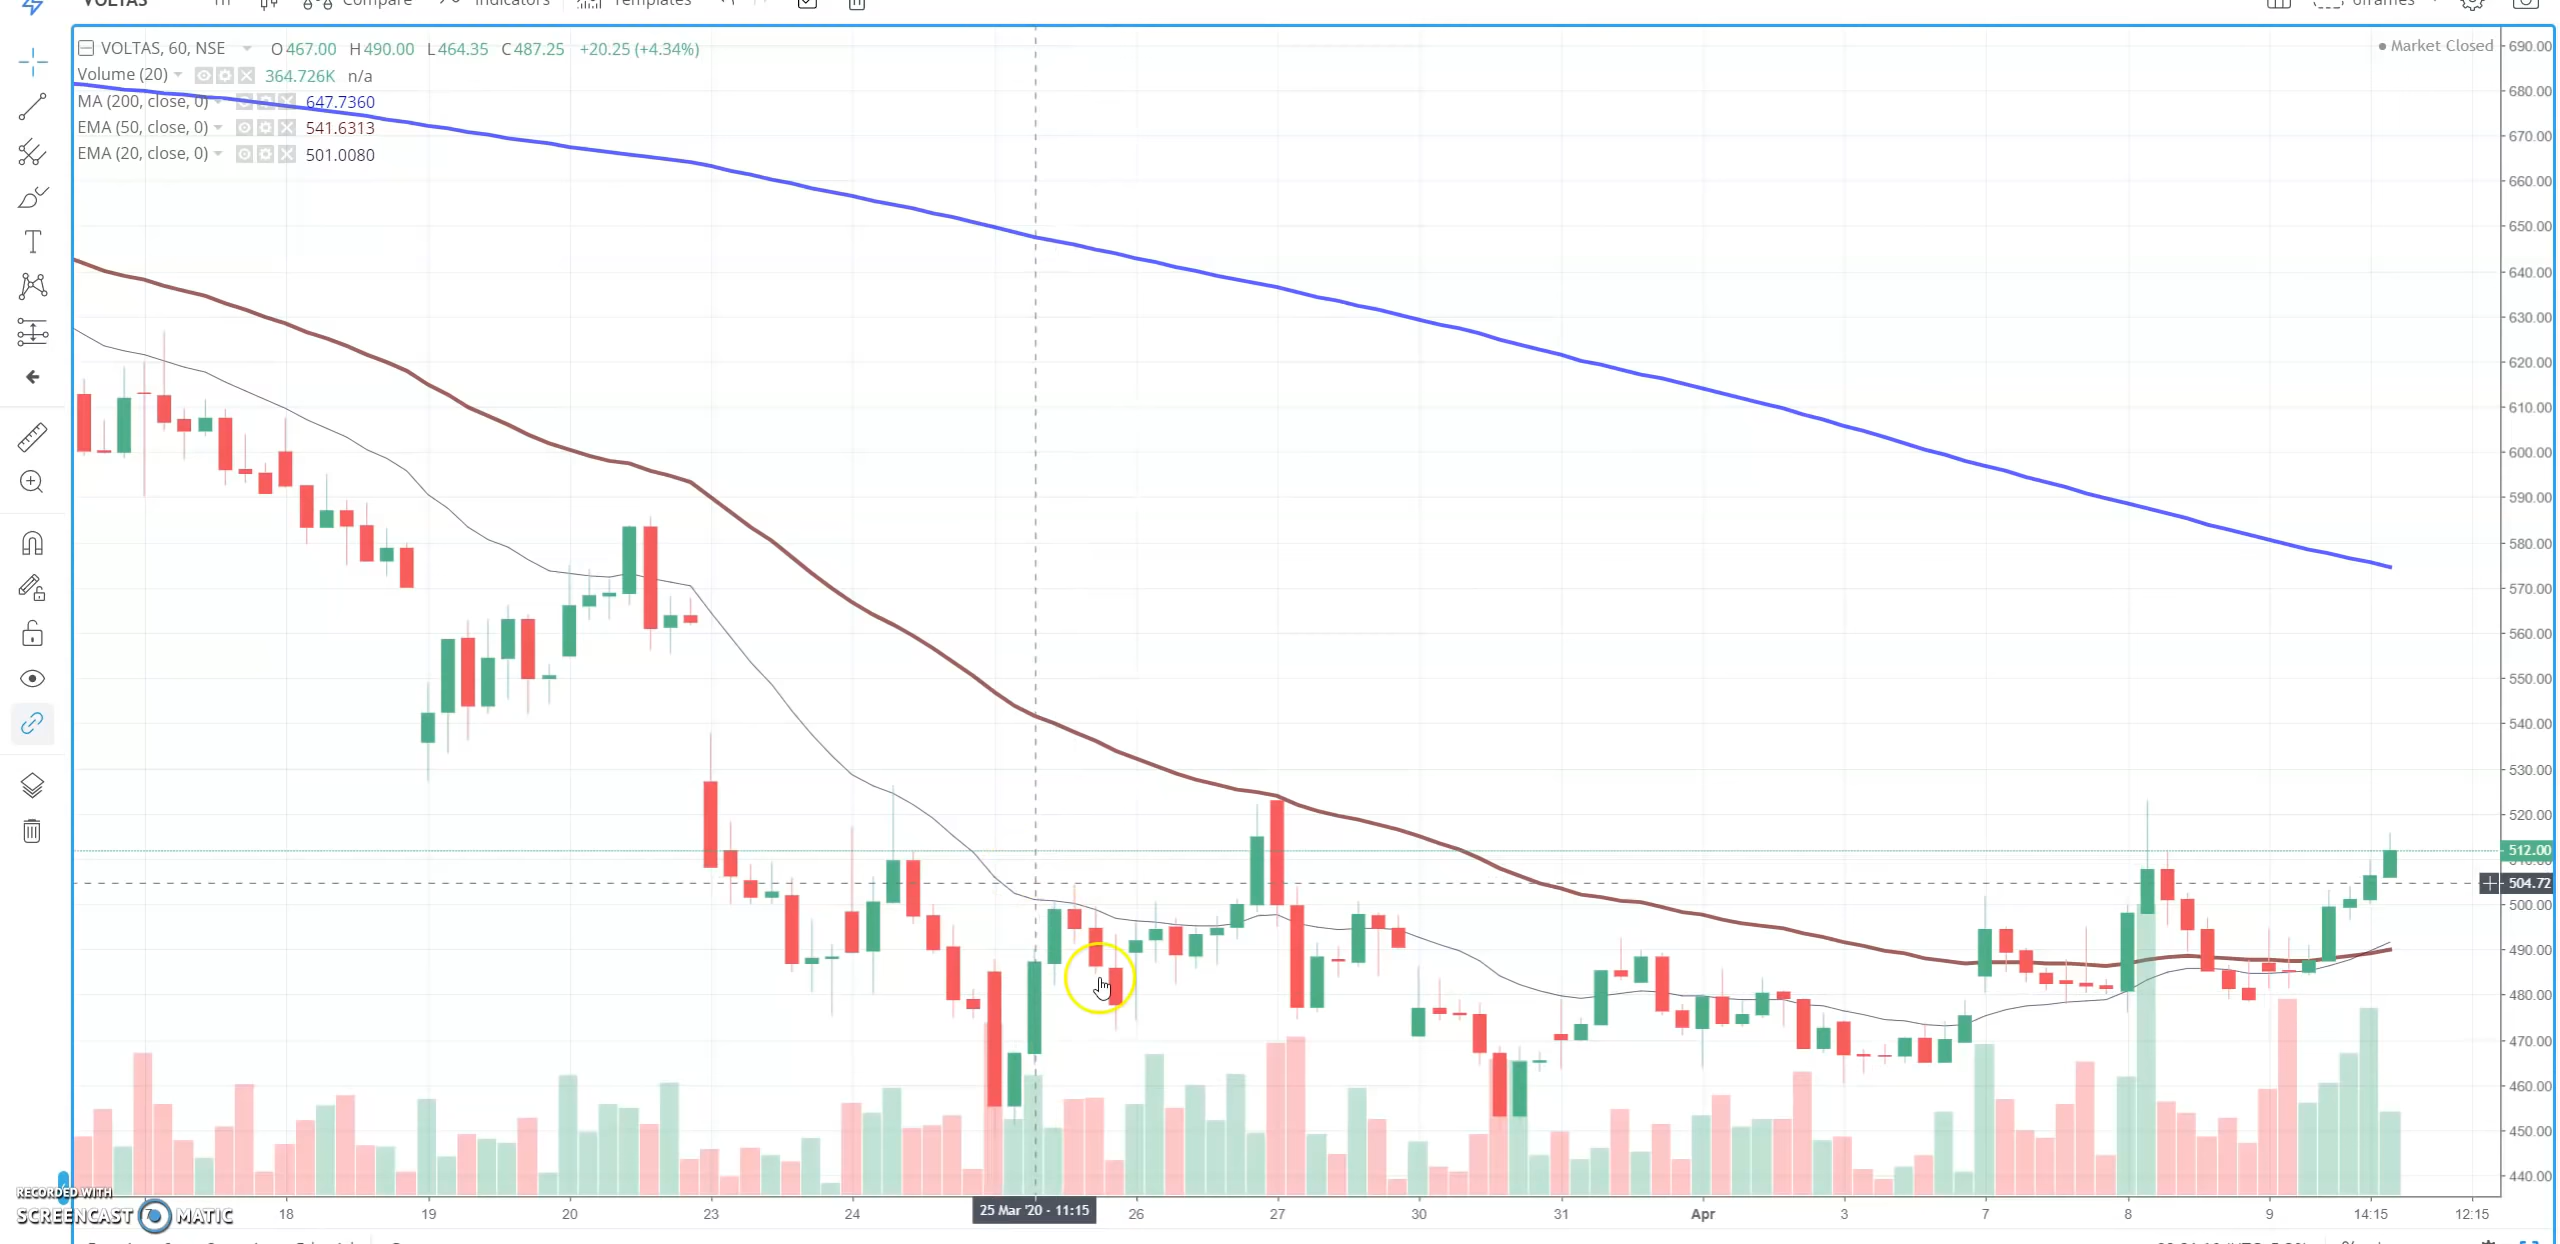 VOLTAS 1h Compare Indicators Templates 6frames
VOLTAS, 60, NSE O467.00 H490.00 L464.35 C487.25 +20.25 (+4.34%)
● Market Closed
Volume (20) 364.726K n/a
MA (200, close, 0) 647.7360
EMA (50, close, 0) 541.6313
EMA (20, close, 0) 501.0080
690.00
680.00
670.00
660.00
650.00
640.00
630.00
620.00
610.00
600.00
590.00
580.00
570.00
560.00
550.00
540.00
530.00
520.00
512.00
510.00
504.72
500.00
490.00
480.00
470.00
460.00
450.00
440.00
RECORDED WITH
SCREENCAST MATIC
18 19 20 23 24 25 Mar '20 - 11:15 26 27 30 31 Apr 3 7 8 9 14:15 12:15